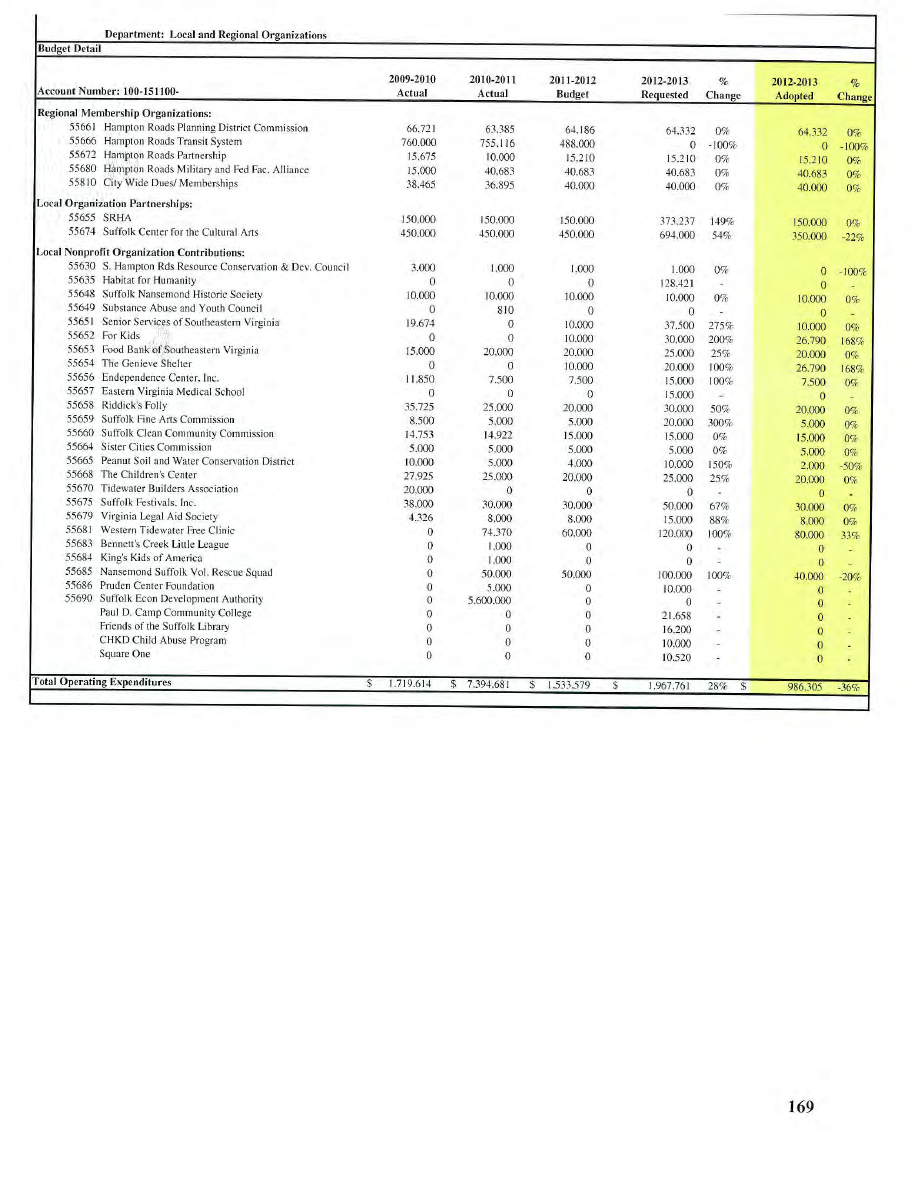 Department: Local and Regional Organizations
Budget Detail
2009-2010 2010-2011 2011-2012 2012-2013 % 2012-2013 %
Account Number: 100-151100- Actual Actual Budget Requested Change Adopted Change
Regional Membership Organizations:
55661 Hampton Roads Planning District Commission 66,721 63,385 64,186 64,332 0% 64,332 0%
55666 Hampton Roads Transit System 760,000 755,116 488,000 0 -100% 0 -100%
55672 Hampton Roads Partnership 15,675 10,000 15,210 15,210 0% 15,210 0%
55680 Hampton Roads Military and Fed Fac. Alliance 15,000 40,683 40,683 40,683 0% 40,683 0%
55810 City Wide Dues/ Memberships 38,465 36,895 40,000 40,000 0% 40,000 0%
Local Organization Partnerships:
55655 SRHA 150,000 150,000 150,000 373,237 149% 150,000 0%
55674 Suffolk Center for the Cultural Arts 450,000 450,000 450,000 694,000 54% 350,000 -22%
Local Nonprofit Organization Contributions:
55630 S. Hampton Rds Resource Conservation & Dev. Council 3,000 1,000 1,000 1,000 0% 0 -100%
55635 Habitat for Humanity 0 0 0 128,421 - 0 -
55648 Suffolk Nansemond Historic Society 10,000 10,000 10,000 10,000 0% 10,000 0%
55649 Substance Abuse and Youth Council 0 810 0 0 - 0 -
55651 Senior Services of Southeastern Virginia 19,674 0 10,000 37,500 275% 10,000 0%
55652 For Kids 0 0 10,000 30,000 200% 26,790 168%
55653 Food Bank of Southeastern Virginia 15,000 20,000 20,000 25,000 25% 20,000 0%
55654 The Genieve Shelter 0 0 10,000 20,000 100% 26,790 168%
55656 Endependence Center, Inc. 11,850 7,500 7,500 15,000 100% 7,500 0%
55657 Eastern Virginia Medical School 0 0 0 15,000 - 0 -
55658 Riddick's Folly 35,725 25,000 20,000 30,000 50% 20,000 0%
55659 Suffolk Fine Arts Commission 8,500 5,000 5,000 20,000 300% 5,000 0%
55660 Suffolk Clean Community Commission 14,753 14,922 15,000 15,000 0% 15,000 0%
55664 Sister Cities Commission 5,000 5,000 5,000 5,000 0% 5,000 0%
55665 Peanut Soil and Water Conservation District 10,000 5,000 4,000 10,000 150% 2,000 -50%
55668 The Children's Center 27,925 25,000 20,000 25,000 25% 20,000 0%
55670 Tidewater Builders Association 20,000 0 0 0 - 0 -
55675 Suffolk Festivals, Inc. 38,000 30,000 30,000 50,000 67% 30,000 0%
55679 Virginia Legal Aid Society 4,326 8,000 8,000 15,000 88% 8,000 0%
55681 Western Tidewater Free Clinic 0 74,370 60,000 120,000 100% 80,000 33%
55683 Bennett's Creek Little League 0 1,000 0 0 - 0 -
55684 King's Kids of America 0 1,000 0 0 - 0 -
55685 Nansemond Suffolk Vol. Rescue Squad 0 50,000 50,000 100,000 100% 40,000 -20%
55686 Pruden Center Foundation 0 5,000 0 10,000 - 0 -
55690 Suffolk Econ Development Authority 0 5,600,000 0 0 - 0 -
Paul D. Camp Community College 0 0 0 21,658 - 0 -
Friends of the Suffolk Library 0 0 0 16,200 - 0 -
CHKD Child Abuse Program 0 0 0 10,000 - 0 -
Square One 0 0 0 10,520 - 0 -
Total Operating Expenditures $ 1,719,614 $ 7,394,681 $ 1,533,579 $ 1,967,761 28% $ 986,305 -36%
169